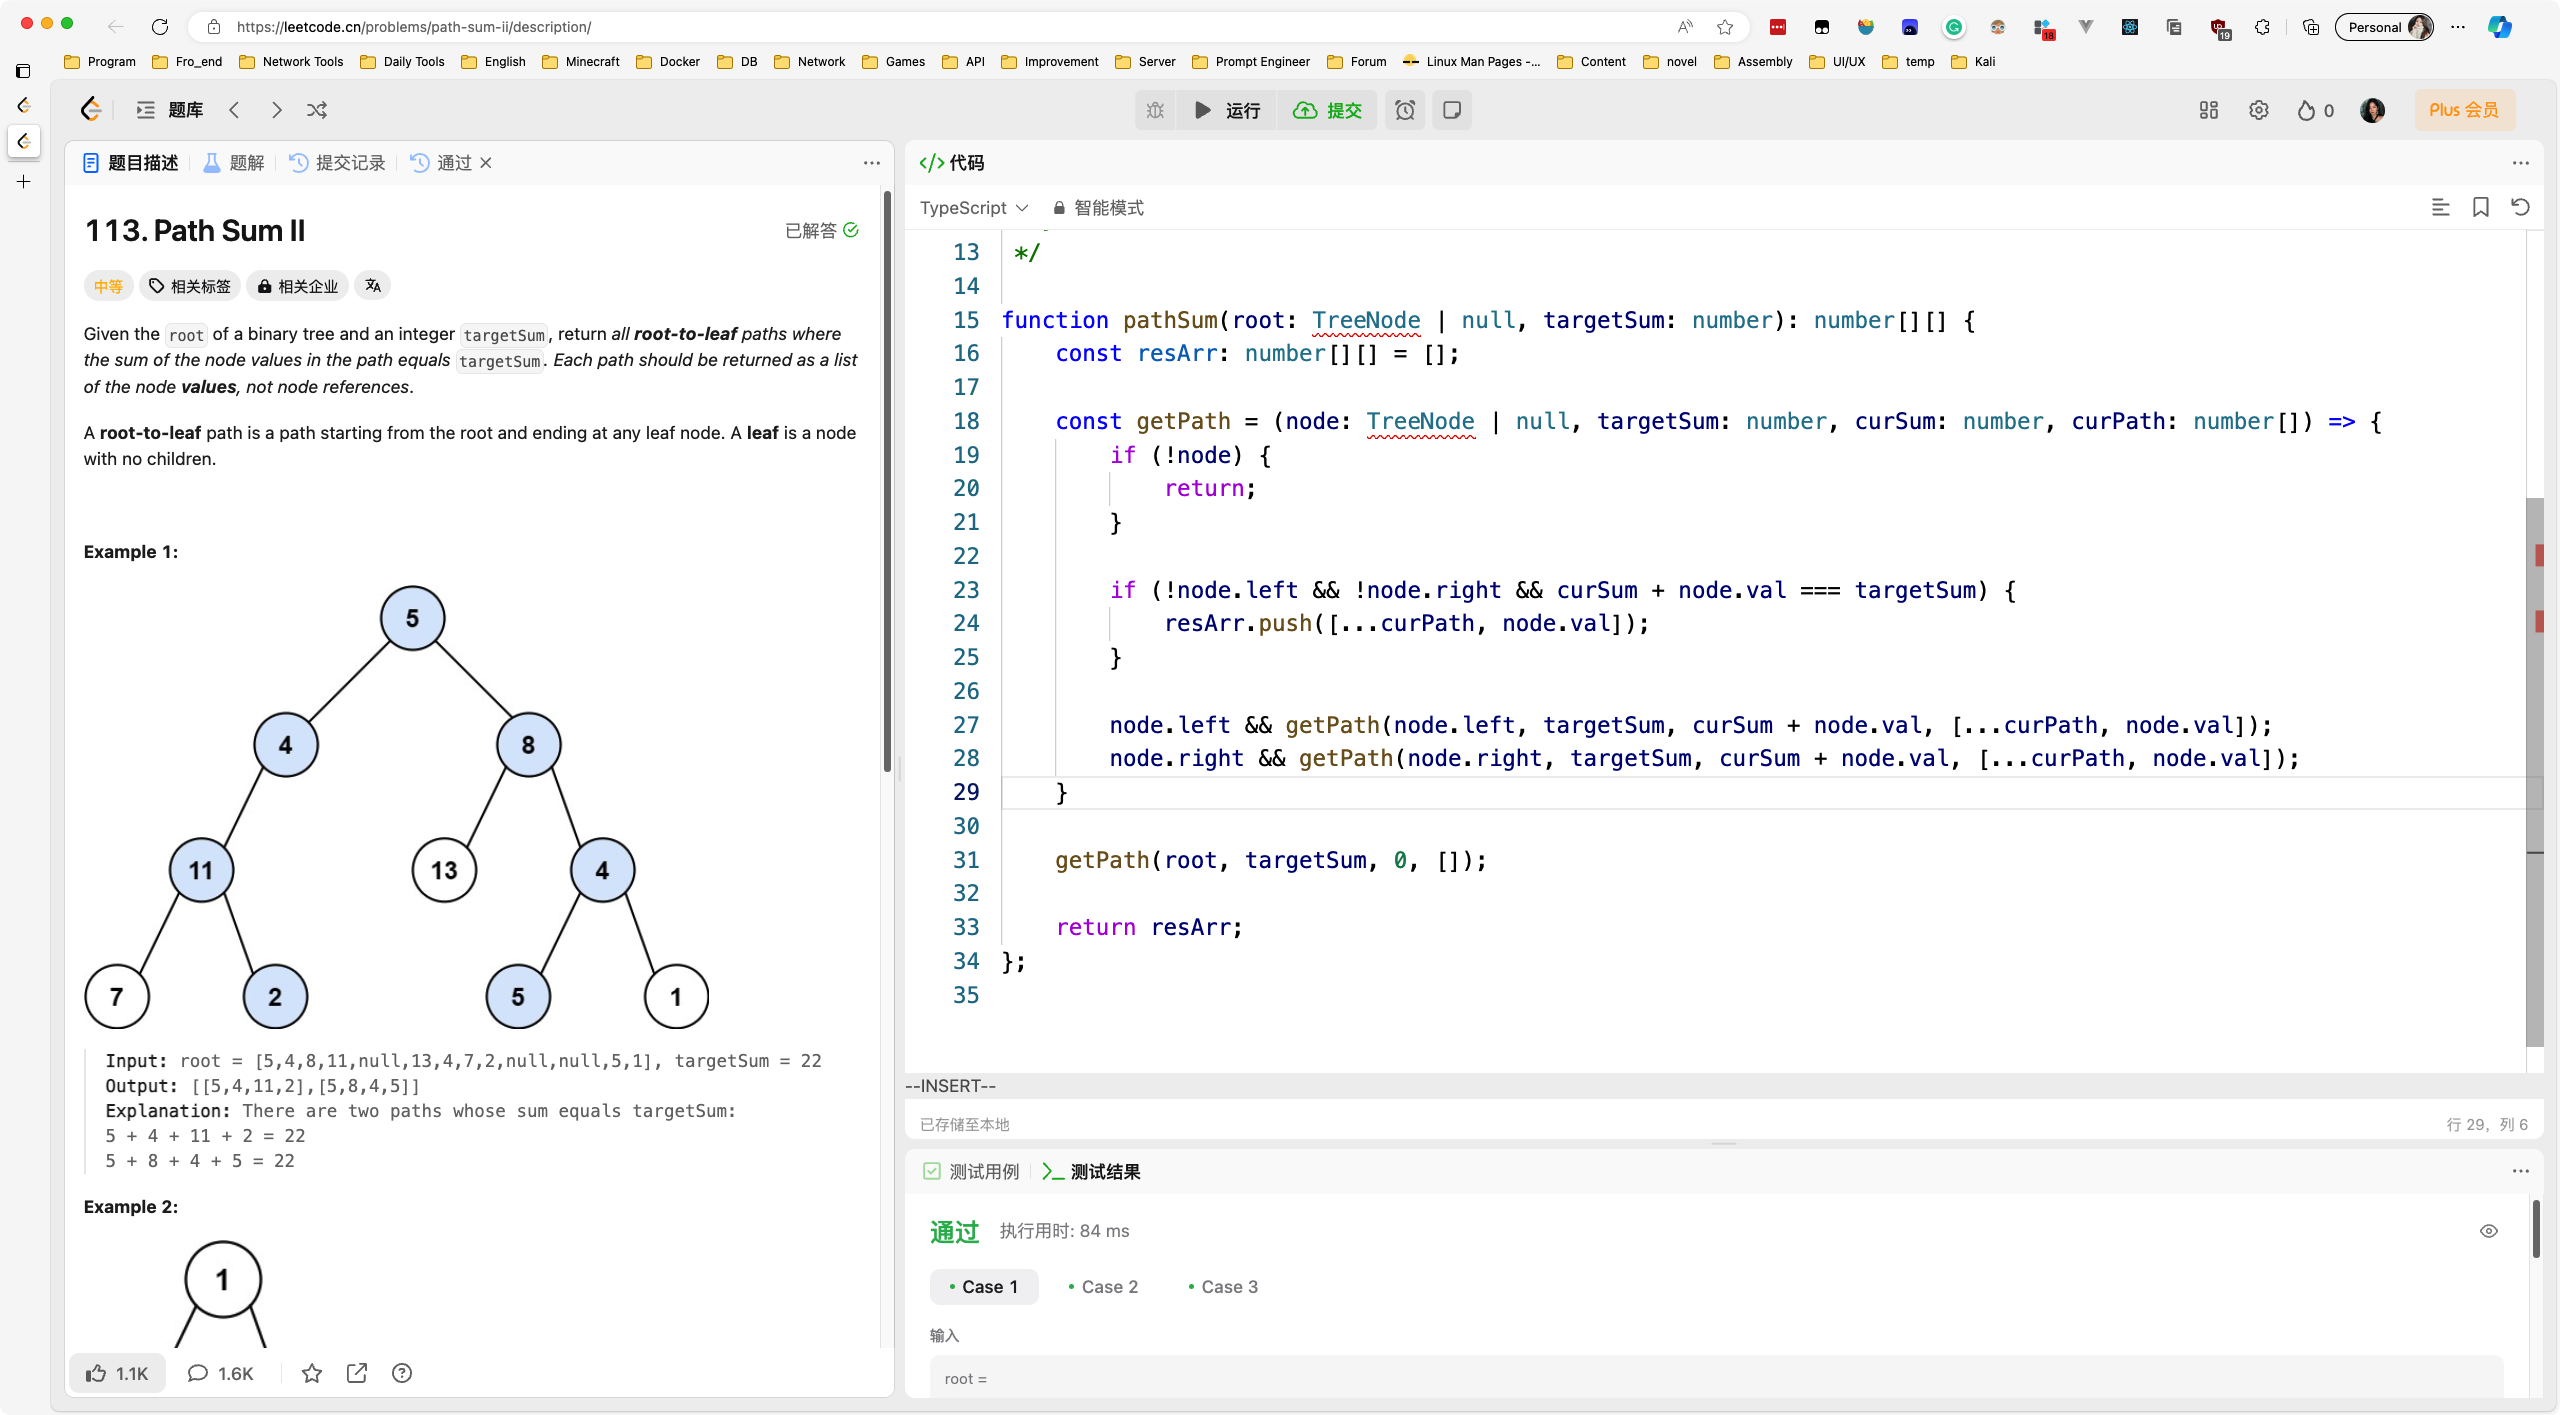 https://leetcode.cn/problems/path-sum-ii/description/
18
19
Personal
Program
Fro_end
Network Tools
Daily Tools
English
Minecraft
Docker
DB
Network
Games
API
Improvement
Server
Prompt Engineer
Forum
Linux Man Pages -...
Content
novel
Assembly
UI/UX
temp
Kali
题库
运行
提交
0
Plus 会员
题目描述
题解
提交记录
通过
113. Path Sum II
已解答
中等
相关标签
相关企业
Given the root of a binary tree and an integer targetSum, return all root-to-leaf paths where
the sum of the node values in the path equals targetSum. Each path should be returned as a list
of the node values, not node references.
A root-to-leaf path is a path starting from the root and ending at any leaf node. A leaf is a node
with no children.
Example 1:
5
4 8
11 13 4
7 2 5 1
Input: root = [5,4,8,11,null,13,4,7,2,null,null,5,1], targetSum = 22
Output: [[5,4,11,2],[5,8,4,5]]
Explanation: There are two paths whose sum equals targetSum:
5 + 4 + 11 + 2 = 22
5 + 8 + 4 + 5 = 22
Example 2:
1
1.1K
1.6K
</> 代码
TypeScript
智能模式
13 */
14
15 function pathSum(root: TreeNode | null, targetSum: number): number[][] {
16 const resArr: number[][] = [];
17
18 const getPath = (node: TreeNode | null, targetSum: number, curSum: number, curPath: number[]) => {
19 if (!node) {
20 return;
21 }
22
23 if (!node.left && !node.right && curSum + node.val === targetSum) {
24 resArr.push([...curPath, node.val]);
25 }
26
27 node.left && getPath(node.left, targetSum, curSum + node.val, [...curPath, node.val]);
28 node.right && getPath(node.right, targetSum, curSum + node.val, [...curPath, node.val]);
29 }
30
31 getPath(root, targetSum, 0, []);
32
33 return resArr;
34 };
35
--INSERT--
已存储至本地
行 29, 列 6
测试用例
测试结果
通过
执行用时: 84 ms
Case 1
Case 2
Case 3
输入
root =